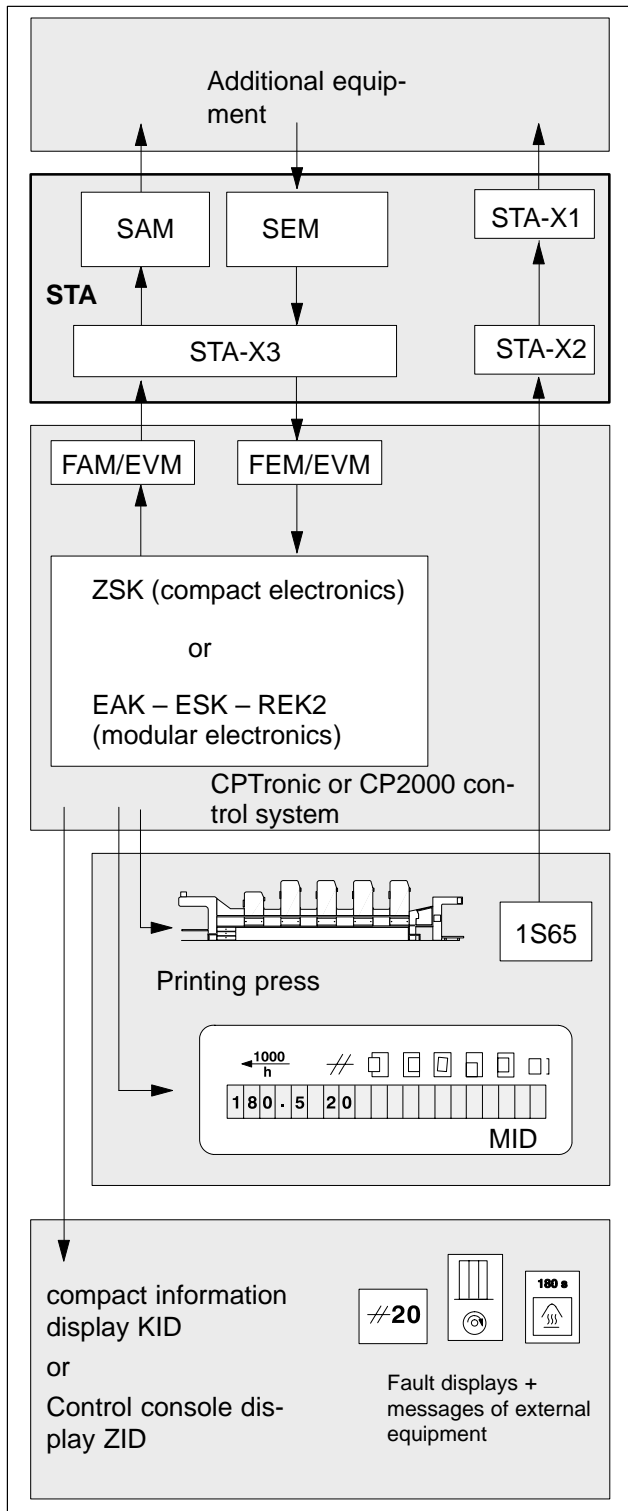 Additional equip-
ment
SAM
SEM
STA-X1
STA
STA-X3
STA-X2
FAM/EVM
FEM/EVM
ZSK (compact electronics)
or
EAK – ESK – REK2
(modular electronics)
CPTronic or CP2000 con-
trol system
1S65
Printing press
1000
h
180.5 20
MID
compact information
display KID
or
Control console dis-
play ZID
20
180 s
Fault displays +
messages of external
equipment